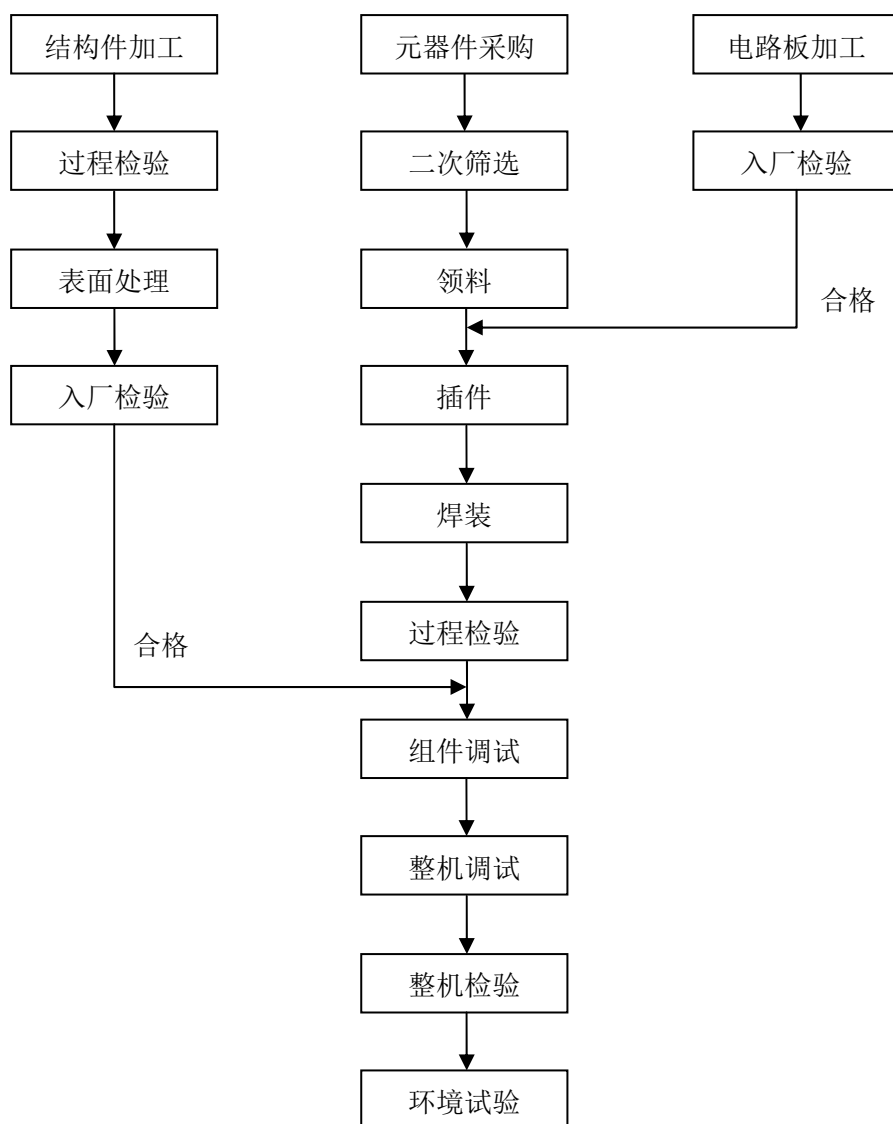 结构件加工
元器件采购
电路板加工
过程检验
二次筛选
入厂检验
表面处理
领料
合格
入厂检验
插件
焊装
过程检验
合格
组件调试
整机调试
整机检验
环境试验